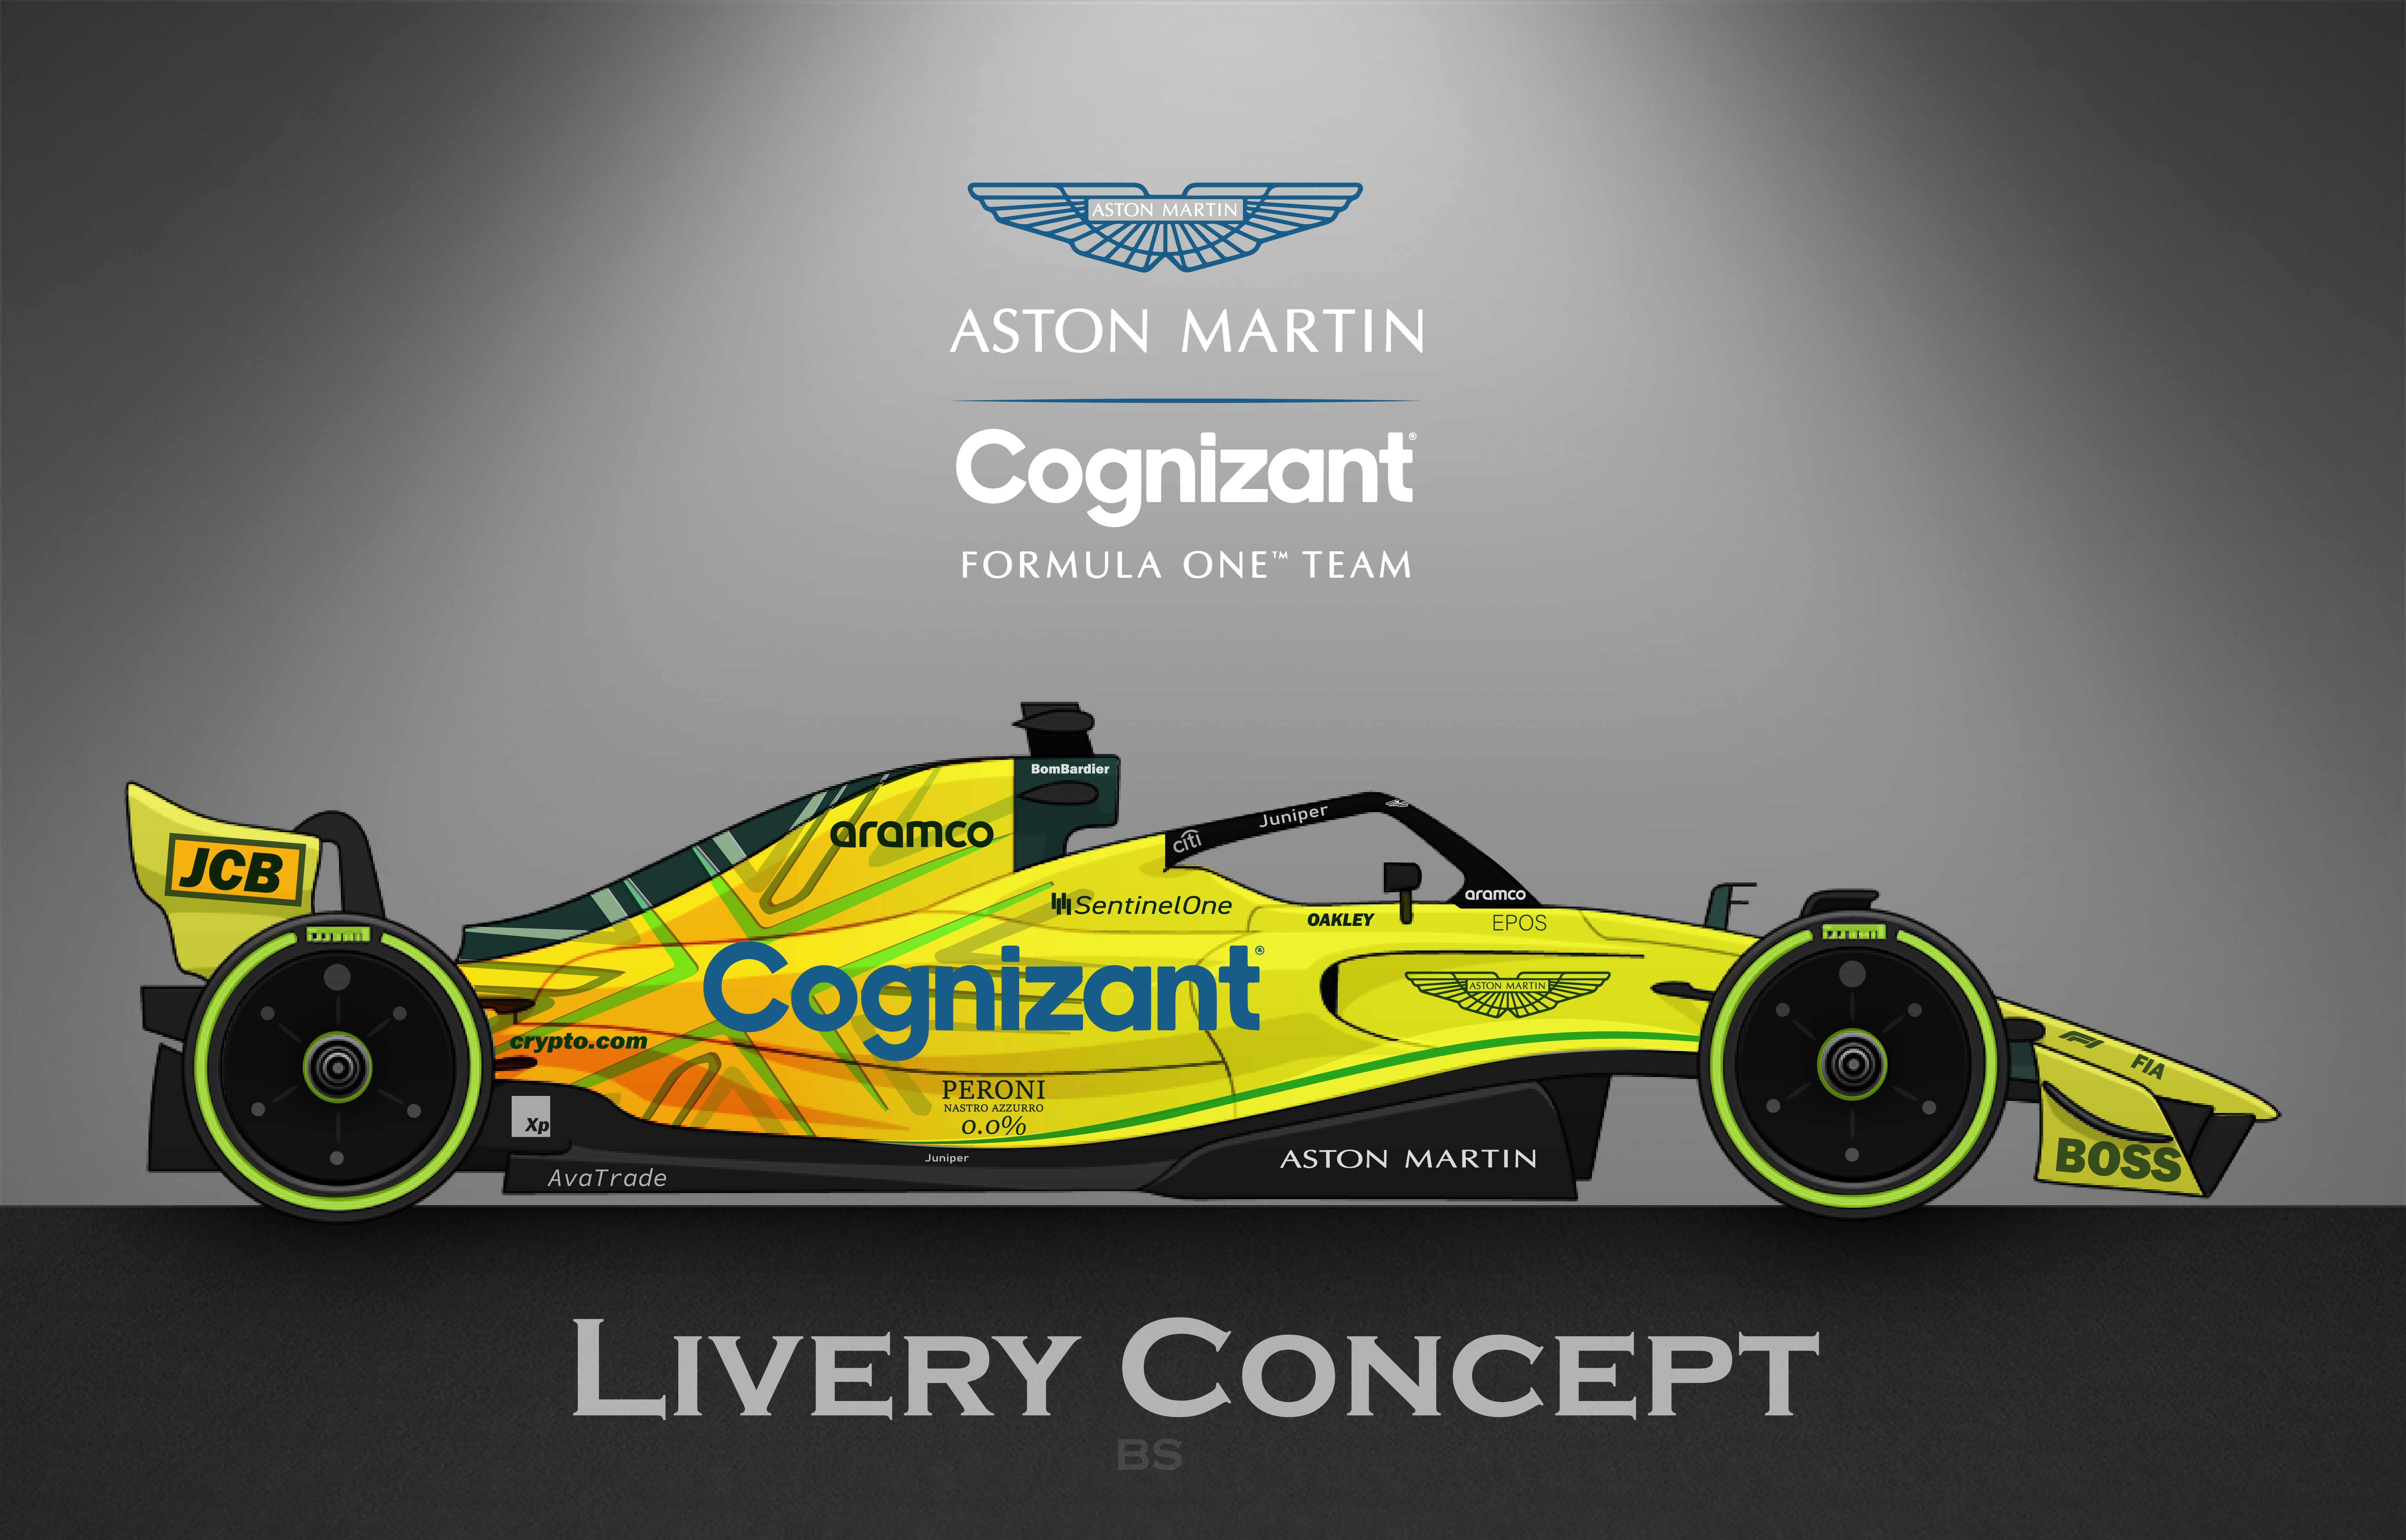 ASTON MARTIN
ASTON MARTIN
Cognizant®
FORMULA ONE™ TEAM
BomBardier
aramco
citi
Juniper
JCB
SentinelOne
OAKLEY
aramco
EPOS
Cognizant®
ASTON MARTIN
crypto.com
F1
FIA
PERONI
NASTRO AZZURRO
0.0%
Xp
BOSS
Juniper
AvaTrade
ASTON MARTIN
LIVERY CONCEPT
BS